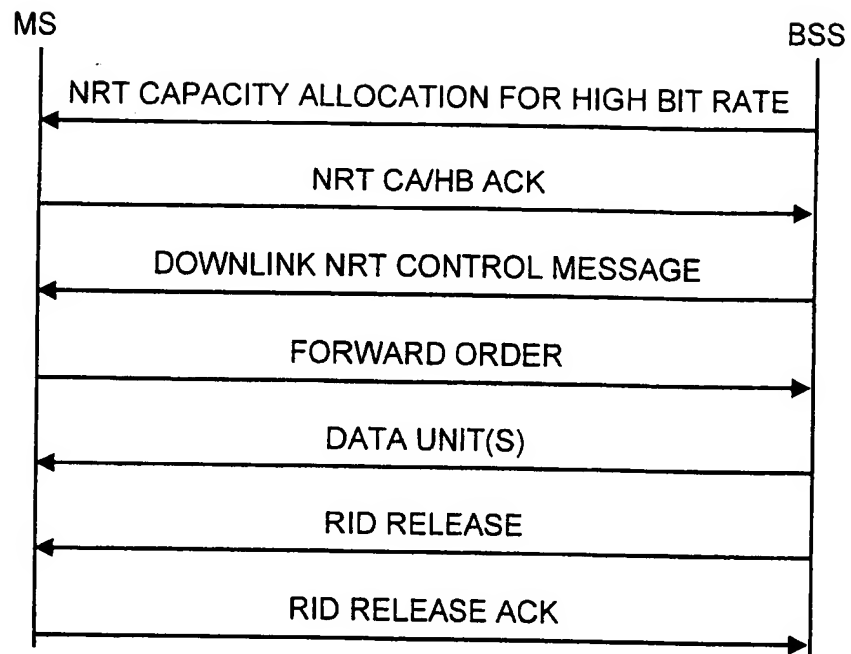 MS
BSS
NRT CAPACITY ALLOCATION FOR HIGH BIT RATE
NRT CA/HB ACK
DOWNLINK NRT CONTROL MESSAGE
FORWARD ORDER
DATA UNIT(S)
RID RELEASE
RID RELEASE ACK